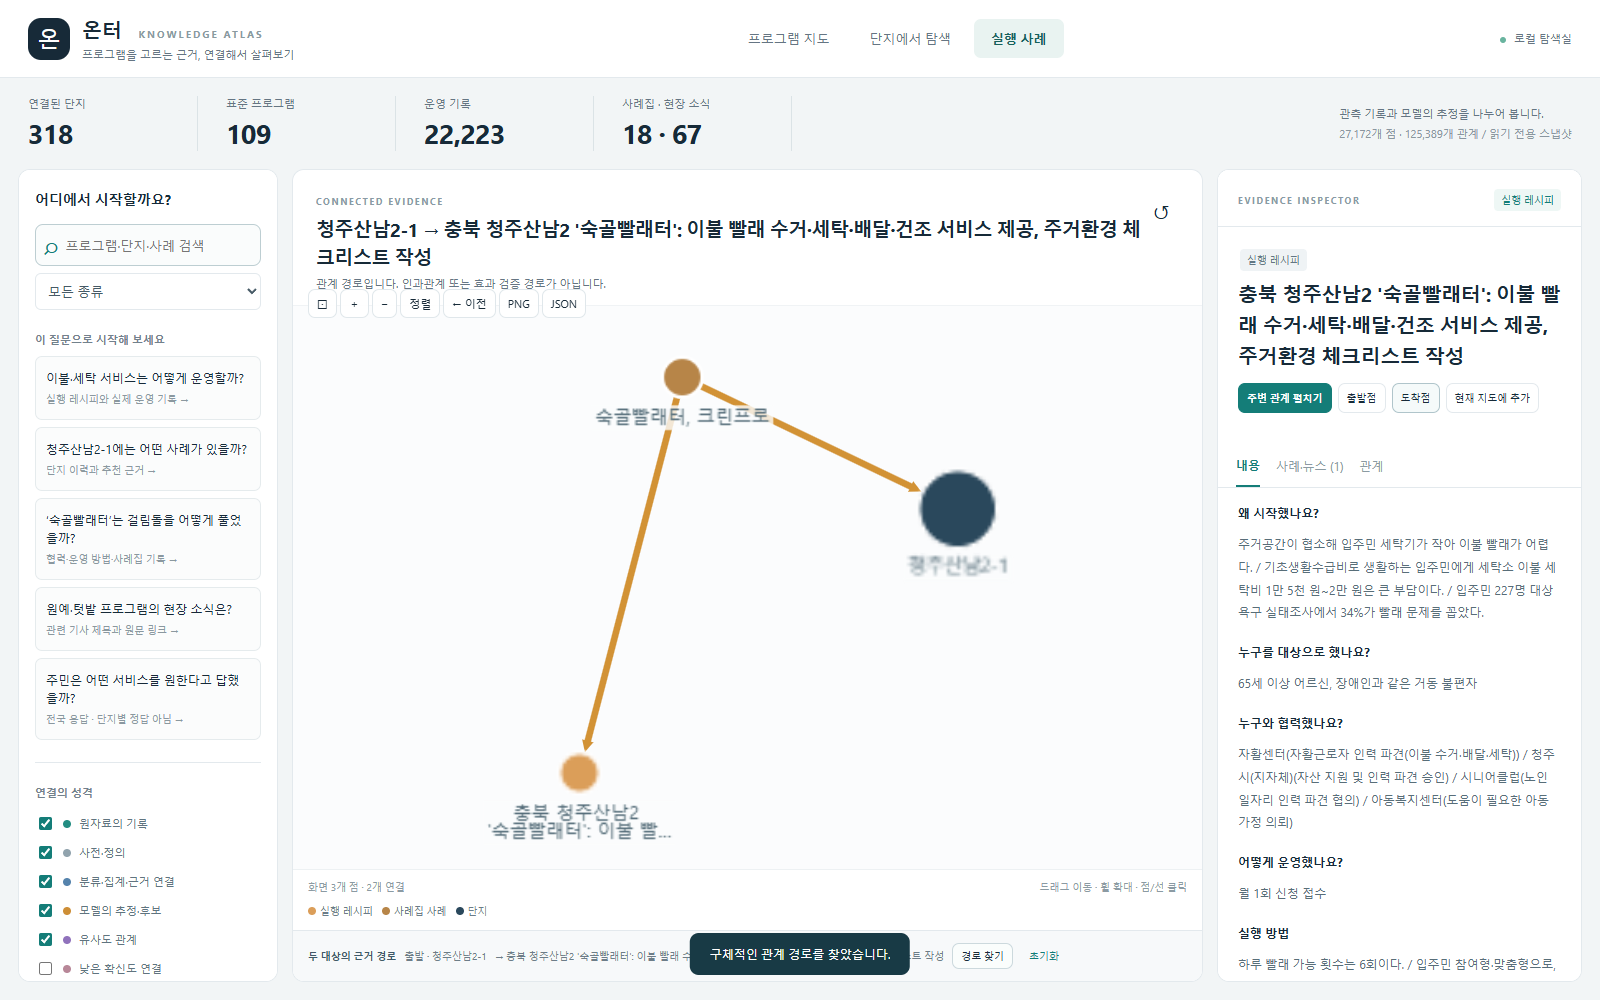 온
온터 KNOWLEDGE ATLAS
프로그램을 고르는 근거, 연결해서 살펴보기
프로그램 지도
단지에서 탐색
실행 사례
로컬 탐색실
연결된 단지
318
표준 프로그램
109
운영 기록
22,223
사례집 · 현장 소식
18 · 67
관측 기록과 모델의 추정을 나누어 봅니다.
27,172개 점 · 125,389개 관계 / 읽기 전용 스냅샷
어디에서 시작할까요?
프로그램·단지·사례 검색
모든 종류
이 질문으로 시작해 보세요
이불·세탁 서비스는 어떻게 운영할까?
실행 레시피와 실제 운영 기록 →
청주산남2-1에는 어떤 사례가 있을까?
단지 이력과 추천 근거 →
'숙골빨래터'는 걸림돌을 어떻게 풀었
을까?
협력·운영 방법·사례집 기록 →
원예·텃밭 프로그램의 현장 소식은?
관련 기사 제목과 원문 링크 →
주민은 어떤 서비스를 원한다고 답했
을까?
전국 응답 · 단지별 정답 아님 →
연결의 성격
원자료의 기록
사전·정의
분류·집계·근거 연결
모델의 추정·후보
유사도 관계
낮은 확신도 연결
CONNECTED EVIDENCE
청주산남2-1 → 충북 청주산남2 '숙골빨래터': 이불 빨래 수거·세탁·배달·건조 서비스 제공, 주거환경 체
크리스트 작성
관계 경로입니다. 인과관계 또는 효과 검증 경로가 아닙니다.
⊡ + − 정렬 ← 이전 PNG JSON
숙골빨래터, 크린프로
청주산남2-1
충북 청주산남2
'숙골빨래터': 이불 빨...
화면 3개 점 · 2개 연결
드래그 이동 · 휠 확대 · 점/선 클릭
실행 레시피 사례집 사례 단지
두 대상의 근거 경로 출발 · 청주산남2-1 → 충북 청주산남2 '숙골빨래터': 이불 빨래 수
구체적인 관계 경로를 찾았습니다.
트 작성 경로 찾기 초기화
EVIDENCE INSPECTOR
실행 레시피
실행 레시피
충북 청주산남2 '숙골빨래터': 이불 빨
래 수거·세탁·배달·건조 서비스 제공,
주거환경 체크리스트 작성
주변 관계 펼치기 출발점 도착점 현재 지도에 추가
내용 사례·뉴스 (1) 관계
왜 시작했나요?
주거공간이 협소해 입주민 세탁기가 작아 이불 빨래가 어렵
다. / 기초생활수급비로 생활하는 입주민에게 세탁소 이불 세
탁비 1만 5천 원~2만 원은 큰 부담이다. / 입주민 227명 대상
욕구 실태조사에서 34%가 빨래 문제를 꼽았다.
누구를 대상으로 했나요?
65세 이상 어르신, 장애인과 같은 거동 불편자
누구와 협력했나요?
자활센터(자활근로자 인력 파견(이불 수거·배달·세탁)) / 청주
시(지자체)(자산 지원 및 인력 파견 승인) / 시니어클럽(노인
일자리 인력 파견 협의) / 아동복지센터(도움이 필요한 아동
가정 의뢰)
어떻게 운영했나요?
월 1회 신청 접수
실행 방법
하루 빨래 가능 횟수는 6회이다. / 입주민 참여형·맞춤형으로,